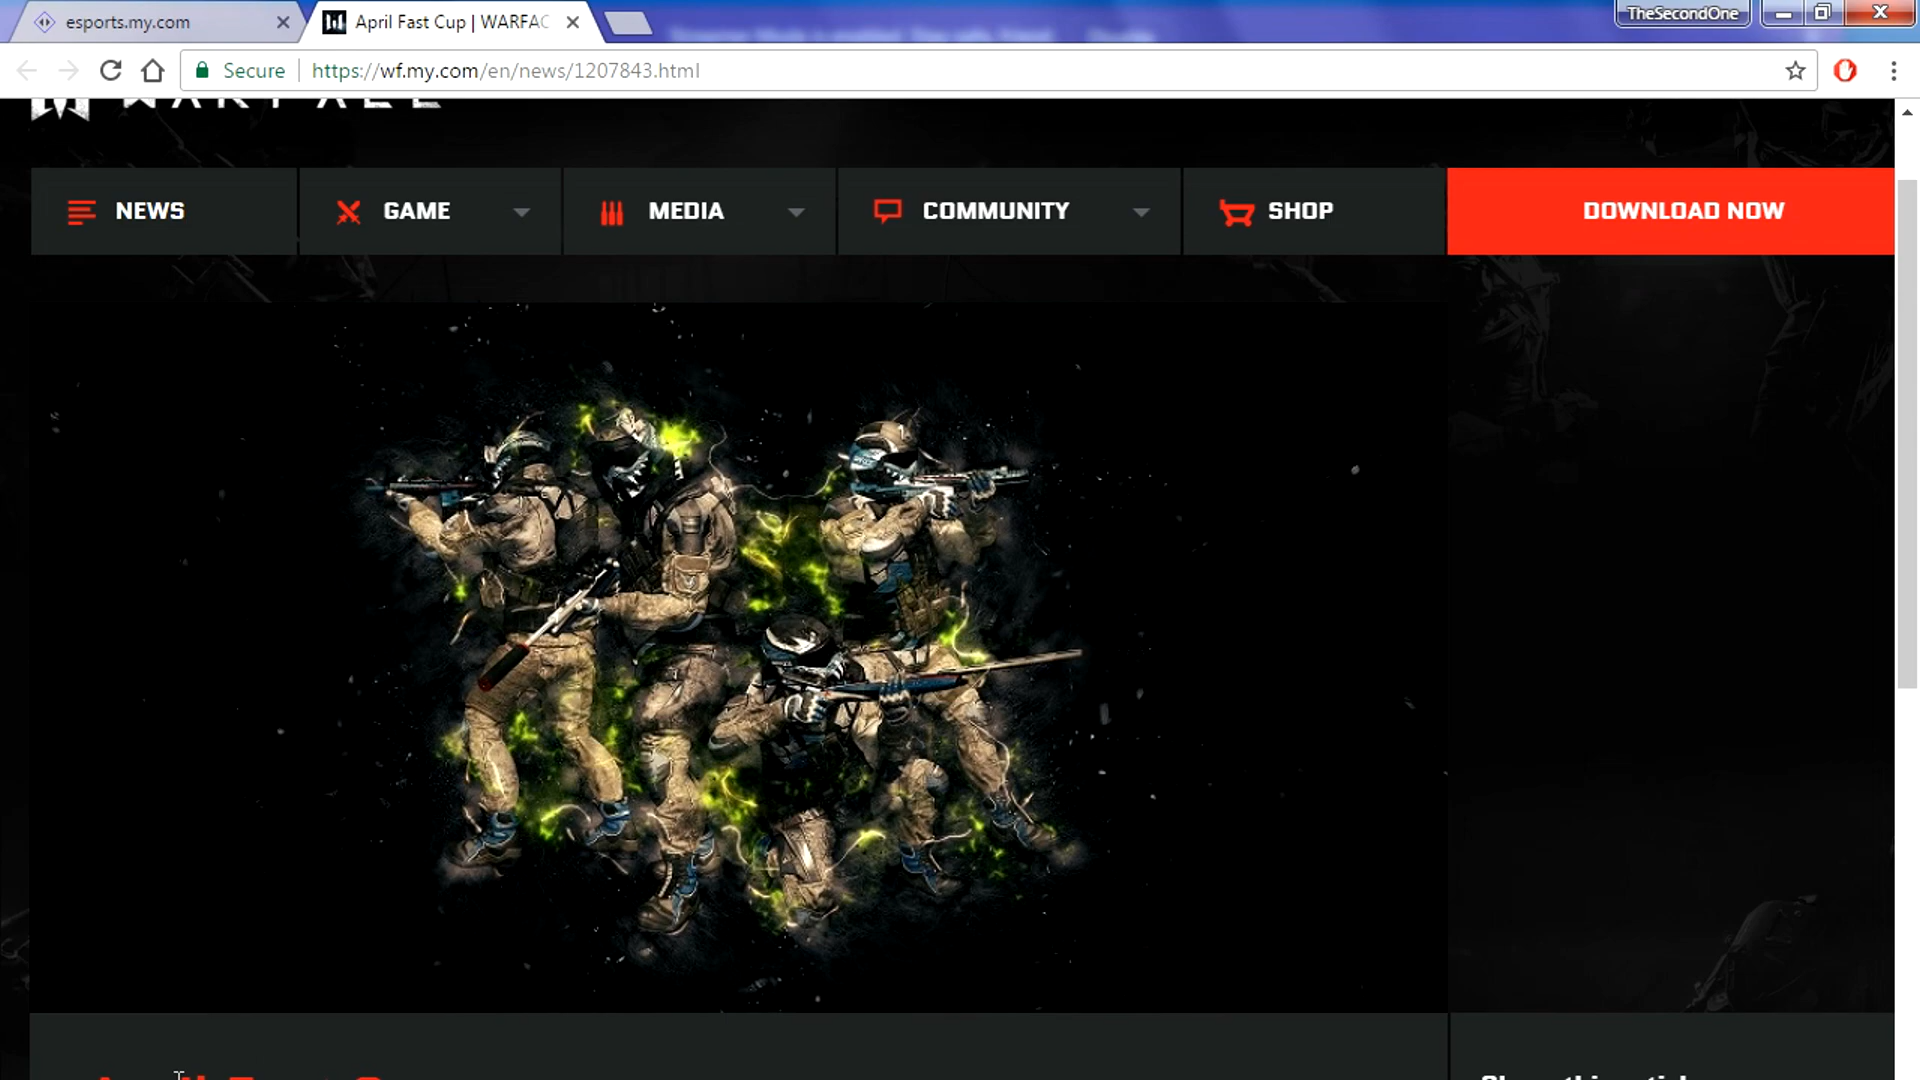 esports.my.com
April Fast Cup | WARFAC
TheSecondOne
Secure
https://wf.my.com/en/news/1207843.html
WARFACE
NEWS
GAME
MEDIA
COMMUNITY
SHOP
DOWNLOAD NOW